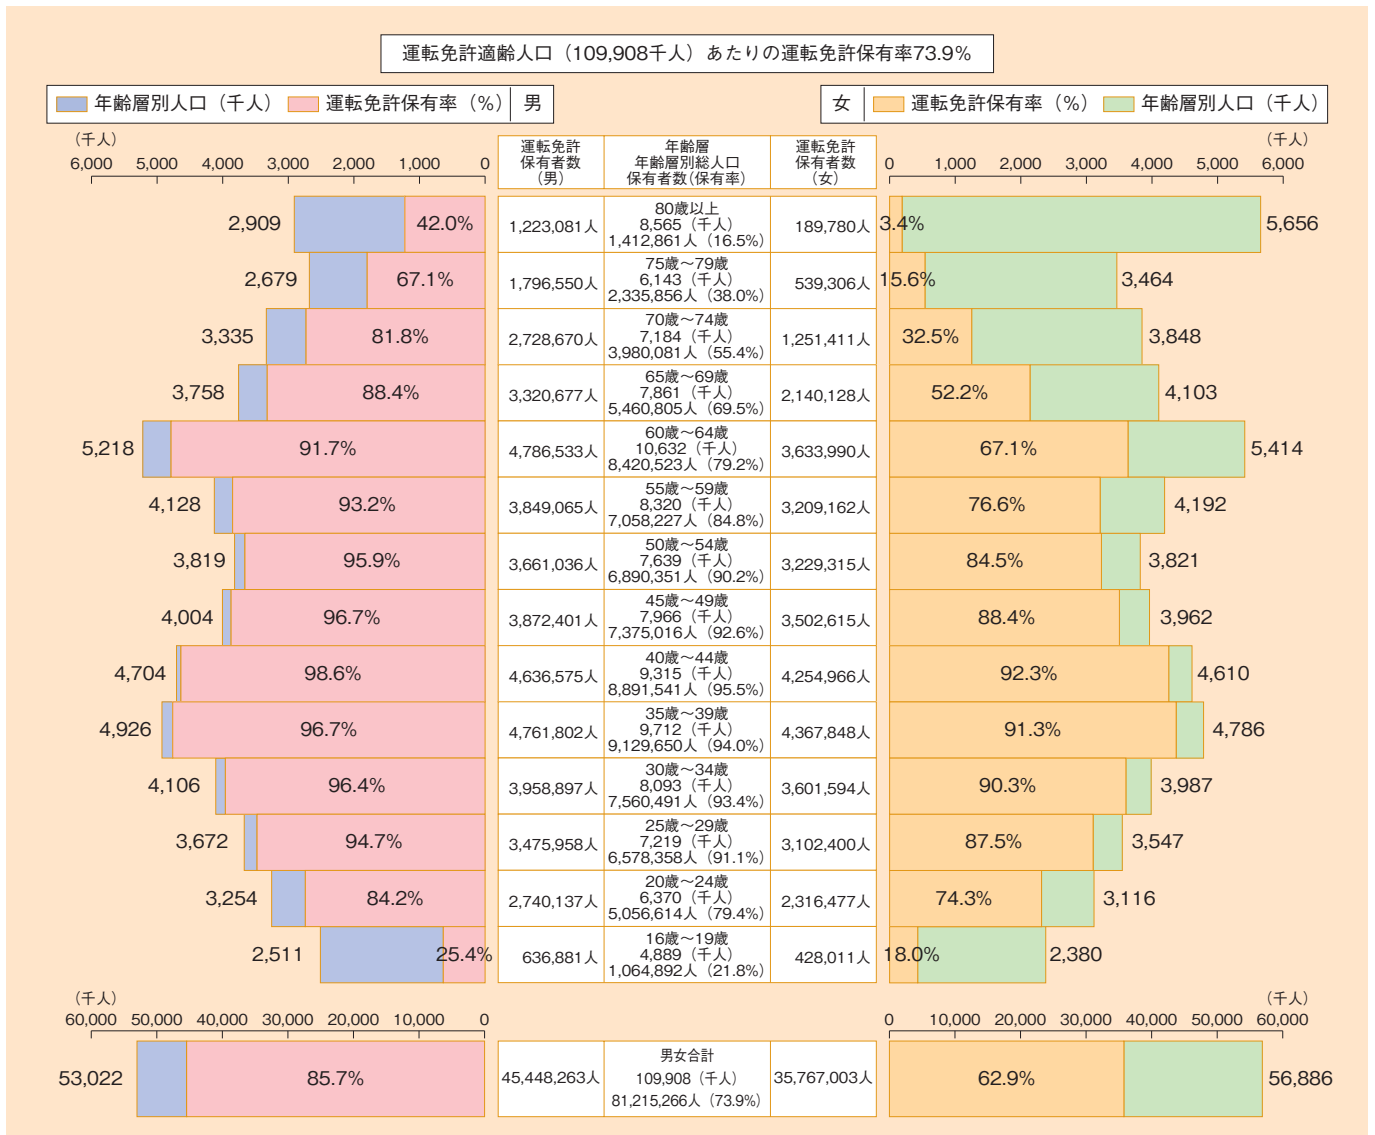 運転免許適齢人口（109,908千人）あたりの運転免許保有率73.9%
年齢層別人口（千人） 運転免許保有率（%） 男
女 運転免許保有率（%） 年齢層別人口（千人）
（千人）
6,000 5,000 4,000 3,000 2,000 1,000 0
運転免許
保有者数
（男）
年齢層
年齢層別総人口
保有者数（保有率）
運転免許
保有者数
（女）
（千人）
0 1,000 2,000 3,000 4,000 5,000 6,000
80歳以上
2,909 42.0% 1,223,081人 8,565（千人） 189,780人 3.4% 5,656
1,412,861人（16.5%）
75歳～79歳
2,679 67.1% 1,796,550人 6,143（千人） 539,306人 15.6% 3,464
2,335,856人（38.0%）
70歳～74歳
3,335 81.8% 2,728,670人 7,184（千人） 1,251,411人 32.5% 3,848
3,980,081人（55.4%）
65歳～69歳
3,758 88.4% 3,320,677人 7,861（千人） 2,140,128人 52.2% 4,103
5,460,805人（69.5%）
60歳～64歳
5,218 91.7% 4,786,533人 10,632（千人） 3,633,990人 67.1% 5,414
8,420,523人（79.2%）
55歳～59歳
4,128 93.2% 3,849,065人 8,320（千人） 3,209,162人 76.6% 4,192
7,058,227人（84.8%）
50歳～54歳
3,819 95.9% 3,661,036人 7,639（千人） 3,229,315人 84.5% 3,821
6,890,351人（90.2%）
45歳～49歳
4,004 96.7% 3,872,401人 7,966（千人） 3,502,615人 88.4% 3,962
7,375,016人（92.6%）
40歳～44歳
4,704 98.6% 4,636,575人 9,315（千人） 4,254,966人 92.3% 4,610
8,891,541人（95.5%）
35歳～39歳
4,926 96.7% 4,761,802人 9,712（千人） 4,367,848人 91.3% 4,786
9,129,650人（94.0%）
30歳～34歳
4,106 96.4% 3,958,897人 8,093（千人） 3,601,594人 90.3% 3,987
7,560,491人（93.4%）
25歳～29歳
3,672 94.7% 3,475,958人 7,219（千人） 3,102,400人 87.5% 3,547
6,578,358人（91.1%）
20歳～24歳
3,254 84.2% 2,740,137人 6,370（千人） 2,316,477人 74.3% 3,116
5,056,614人（79.4%）
16歳～19歳
2,511 25.4% 636,881人 4,889（千人） 428,011人 18.0% 2,380
1,064,892人（21.8%）
（千人）
60,000 50,000 40,000 30,000 20,000 10,000 0
（千人）
0 10,000 20,000 30,000 40,000 50,000 60,000
男女合計
53,022 85.7% 45,448,263人 109,908（千人） 35,767,003人 62.9% 56,886
81,215,266人（73.9%）